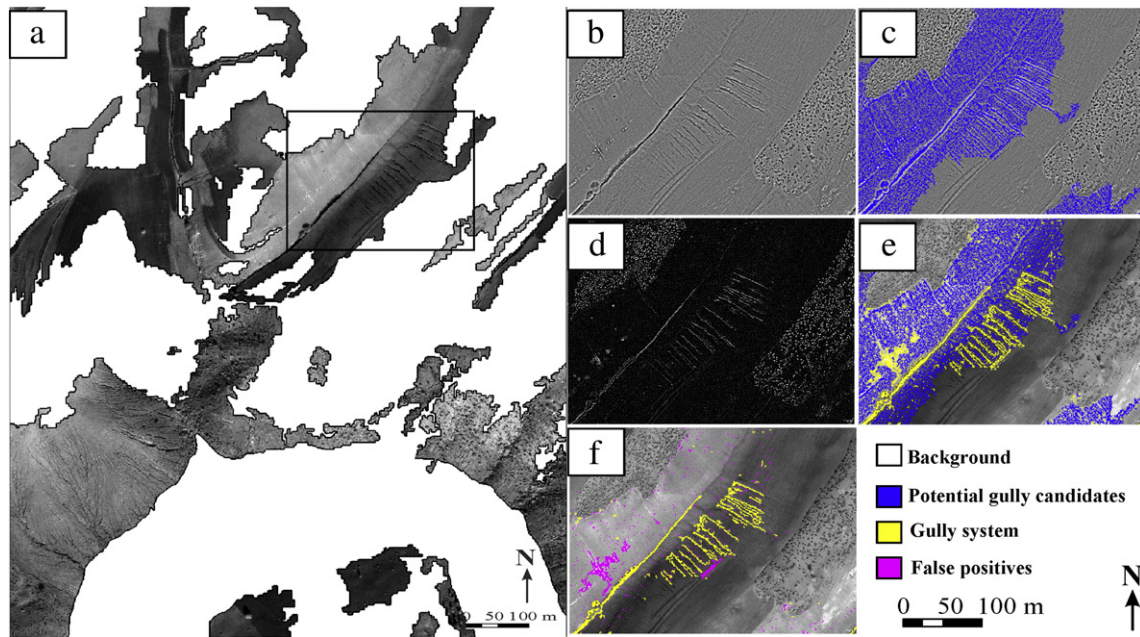 a
b
c
d
e
f
N
0 50 100 m
Background
Potential gully candidates
Gully system
False positives
0 50 100 m
N